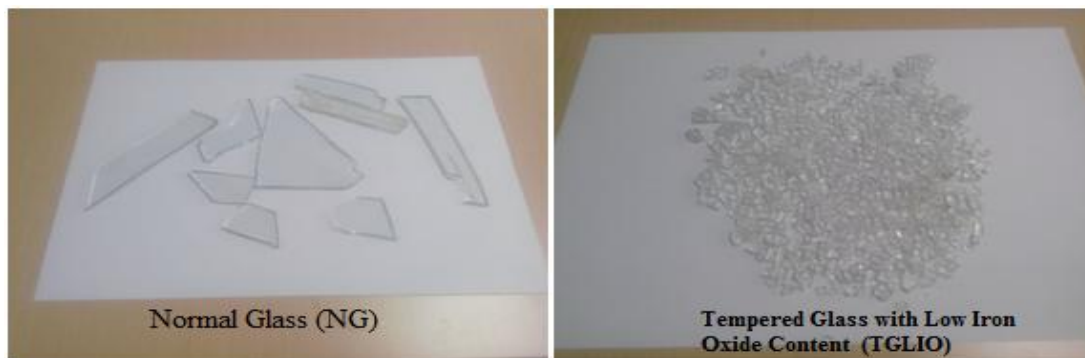 Normal Glass (NG)
Tempered Glass with Low Iron
Oxide Content (TGLIO)